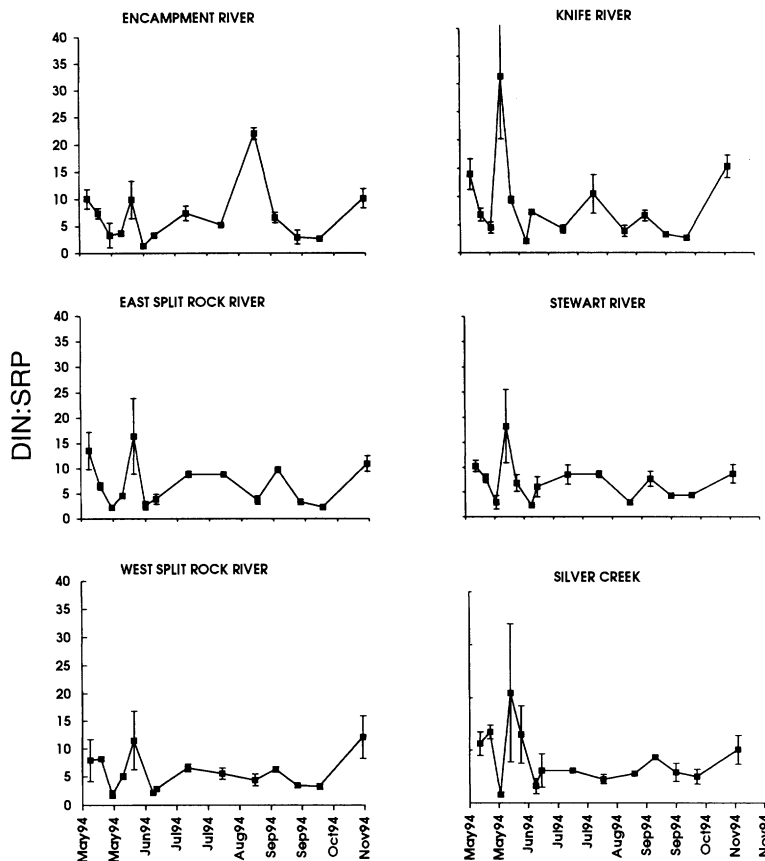 ENCAMPMENT RIVER
KNIFE RIVER
40
35
30
25
20
15
10
5
0
EAST SPLIT ROCK RIVER
STEWART RIVER
DIN:SRP
40
35
30
25
20
15
10
5
0
WEST SPLIT ROCK RIVER
SILVER CREEK
40
35
30
25
20
15
10
5
0
May94
May94
Jun94
Jul94
Jul94
Aug94
Sep94
Sep94
Oct94
Nov94
May94
May94
Jun94
Jul94
Jul94
Aug94
Sep94
Sep94
Oct94
Nov94
Nov94